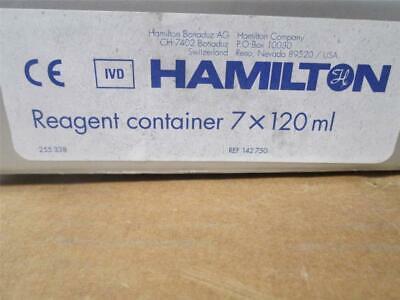 Hamilton Bonaduz AG Hamilton Company
CH-7402 Bonaduz P.O.Box 10030
Switzerland Reno, Nevada 89520 / USA
CE IVD HAMILTON H
Reagent container 7 x 120 ml
255 338 REF 142 750